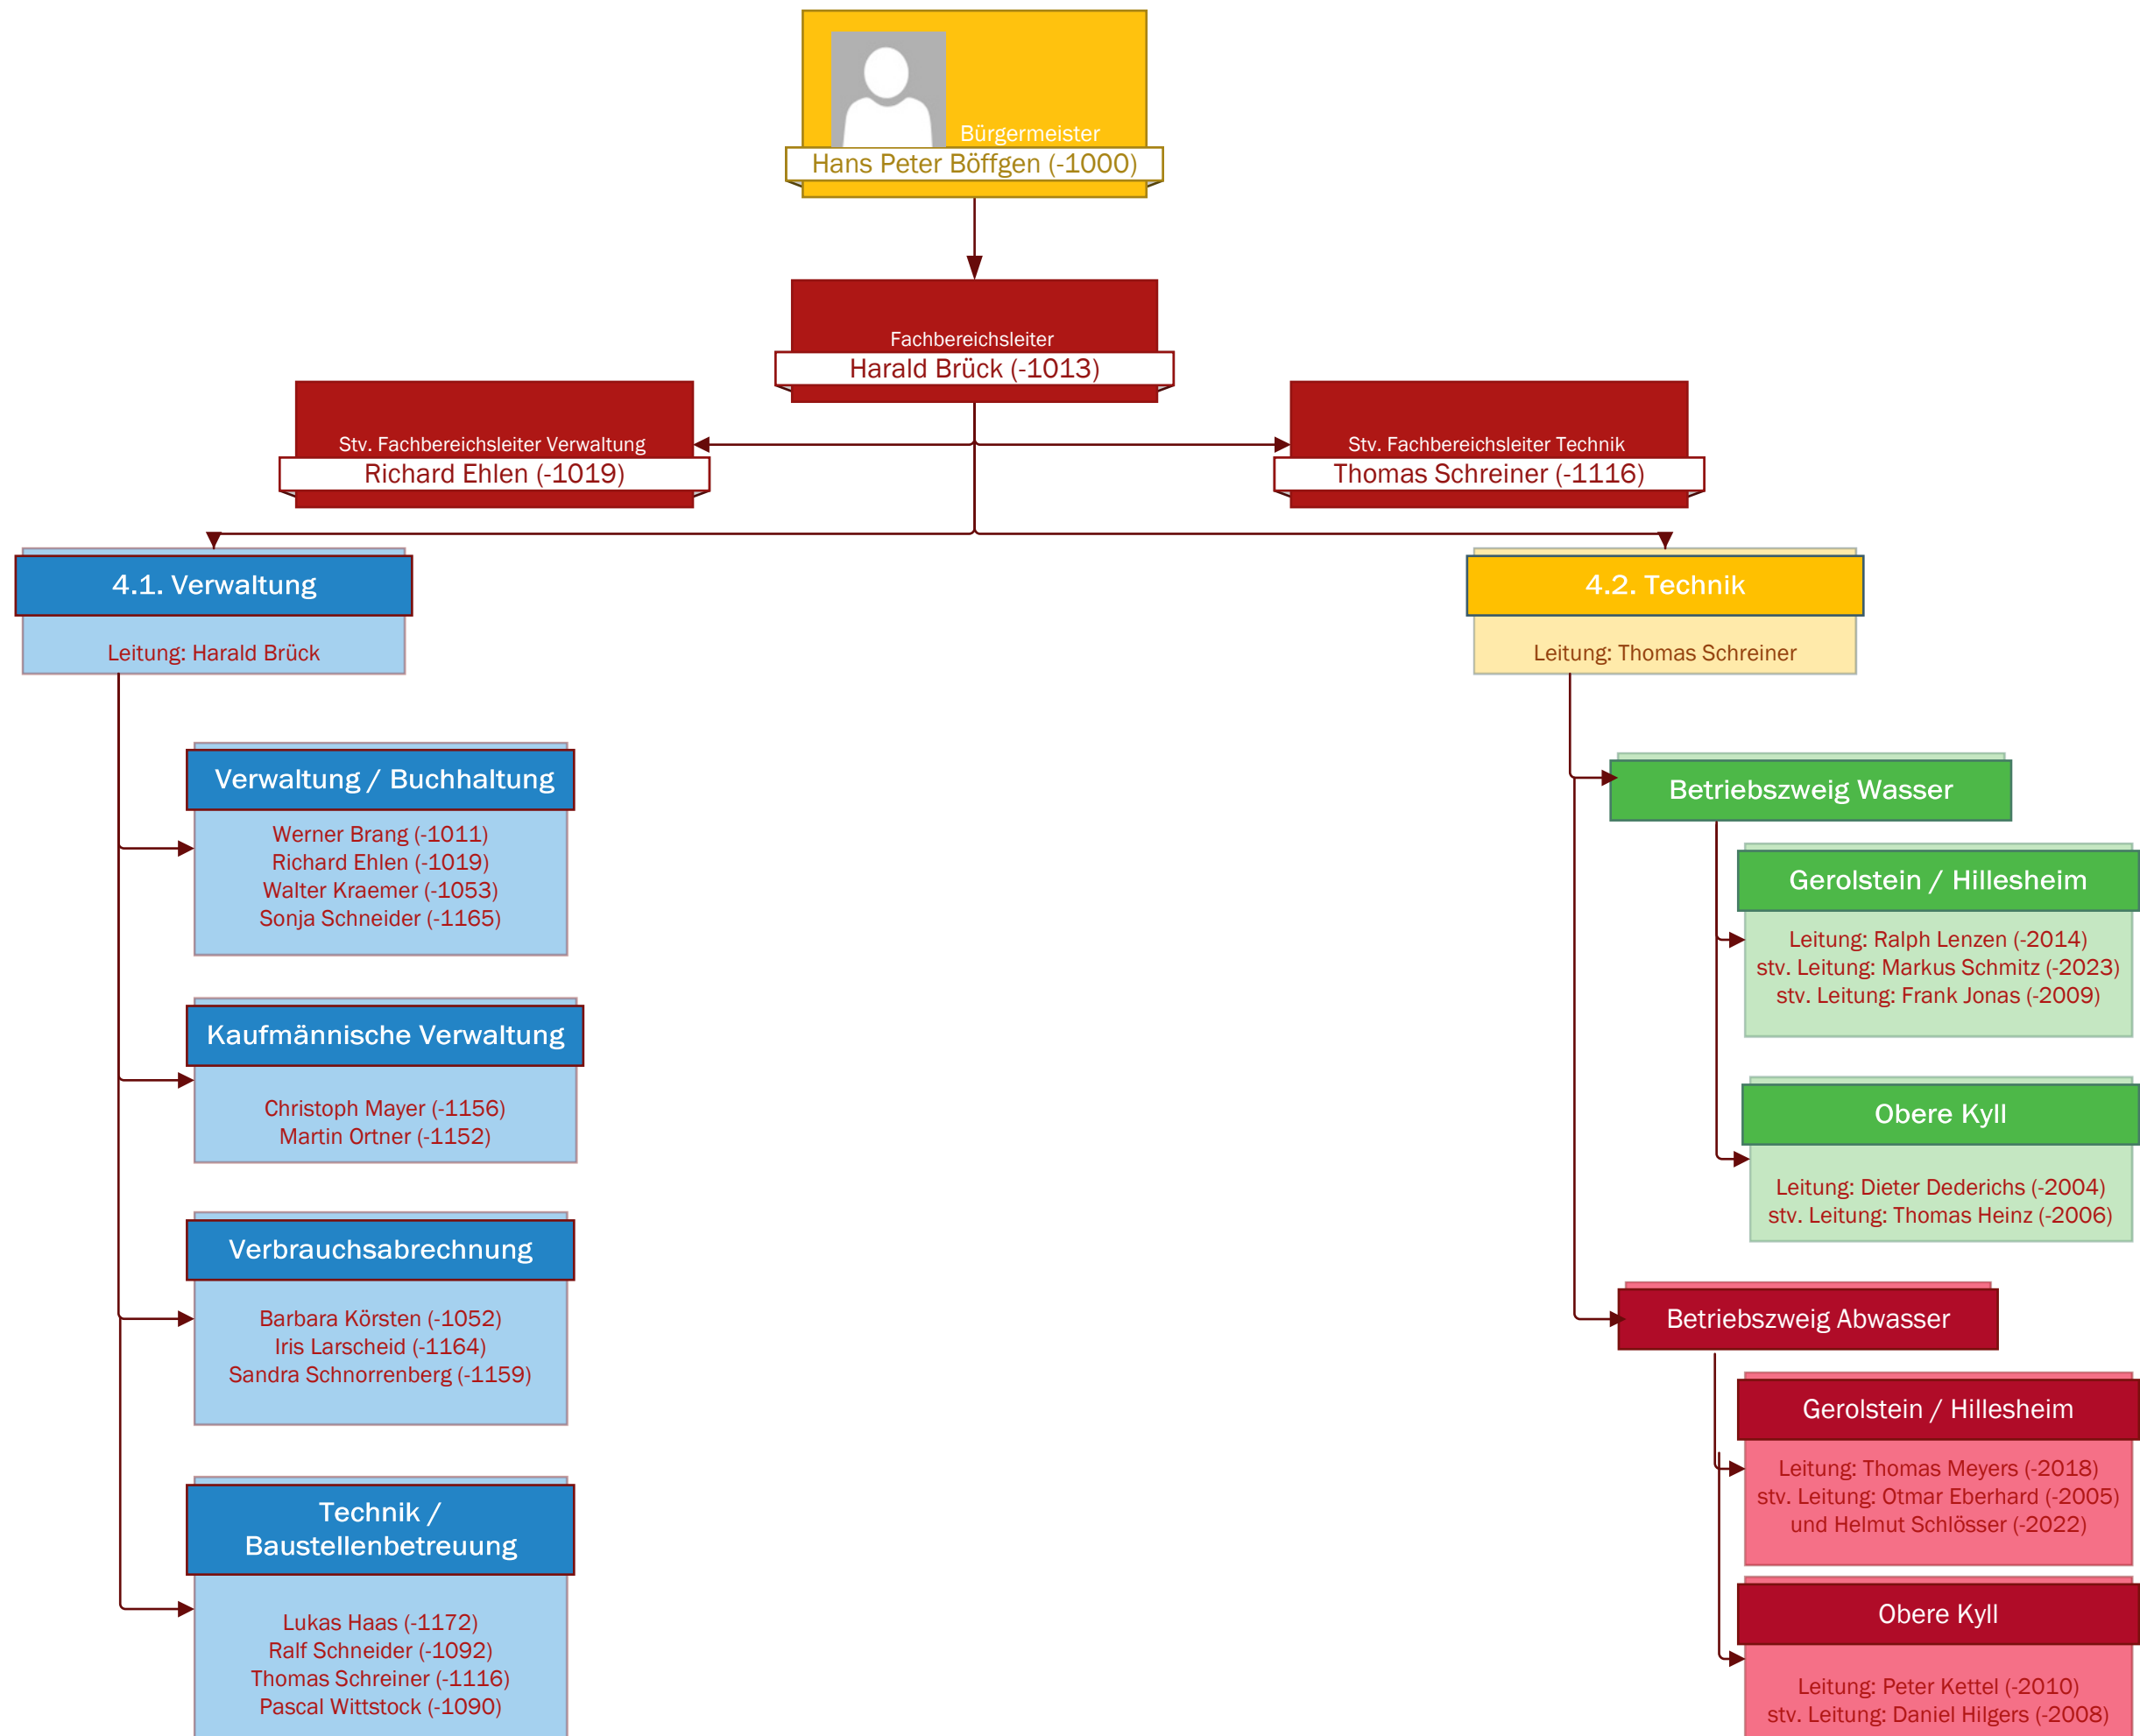 Bürgermeister
Hans Peter Böffgen (-1000)
Fachbereichsleiter
Harald Brück (-1013)
Stv. Fachbereichsleiter Verwaltung
Richard Ehlen (-1019)
Stv. Fachbereichsleiter Technik
Thomas Schreiner (-1116)
4.1. Verwaltung
Leitung: Harald Brück
Verwaltung / Buchhaltung
Werner Brang (-1011)
Richard Ehlen (-1019)
Walter Kraemer (-1053)
Sonja Schneider (-1165)
Kaufmännische Verwaltung
Christoph Mayer (-1156)
Martin Ortner (-1152)
Verbrauchsabrechnung
Barbara Körsten (-1052)
Iris Larscheid (-1164)
Sandra Schnorrenberg (-1159)
Technik /
Baustellenbetreuung
Lukas Haas (-1172)
Ralf Schneider (-1092)
Thomas Schreiner (-1116)
Pascal Wittstock (-1090)
4.2. Technik
Leitung: Thomas Schreiner
Betriebszweig Wasser
Gerolstein / Hillesheim
Leitung: Ralph Lenzen (-2014)
stv. Leitung: Markus Schmitz (-2023)
stv. Leitung: Frank Jonas (-2009)
Obere Kyll
Leitung: Dieter Dederichs (-2004)
stv. Leitung: Thomas Heinz (-2006)
Betriebszweig Abwasser
Gerolstein / Hillesheim
Leitung: Thomas Meyers (-2018)
stv. Leitung: Otmar Eberhard (-2005)
und Helmut Schlösser (-2022)
Obere Kyll
Leitung: Peter Kettel (-2010)
stv. Leitung: Daniel Hilgers (-2008)